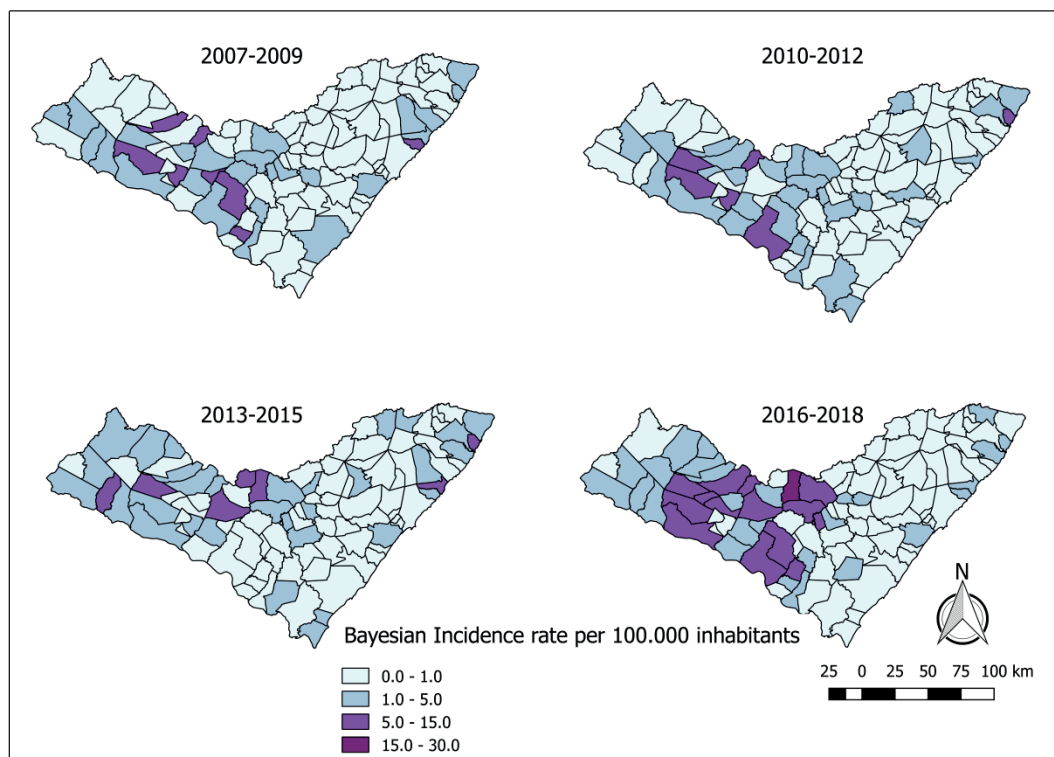 2007-2009
2010-2012
2013-2015
2016-2018
N
Bayesian Incidence rate per 100.000 inhabitants
0.0 - 1.0
1.0 - 5.0
5.0 - 15.0
15.0 - 30.0
25 0 25 50 75 100 km